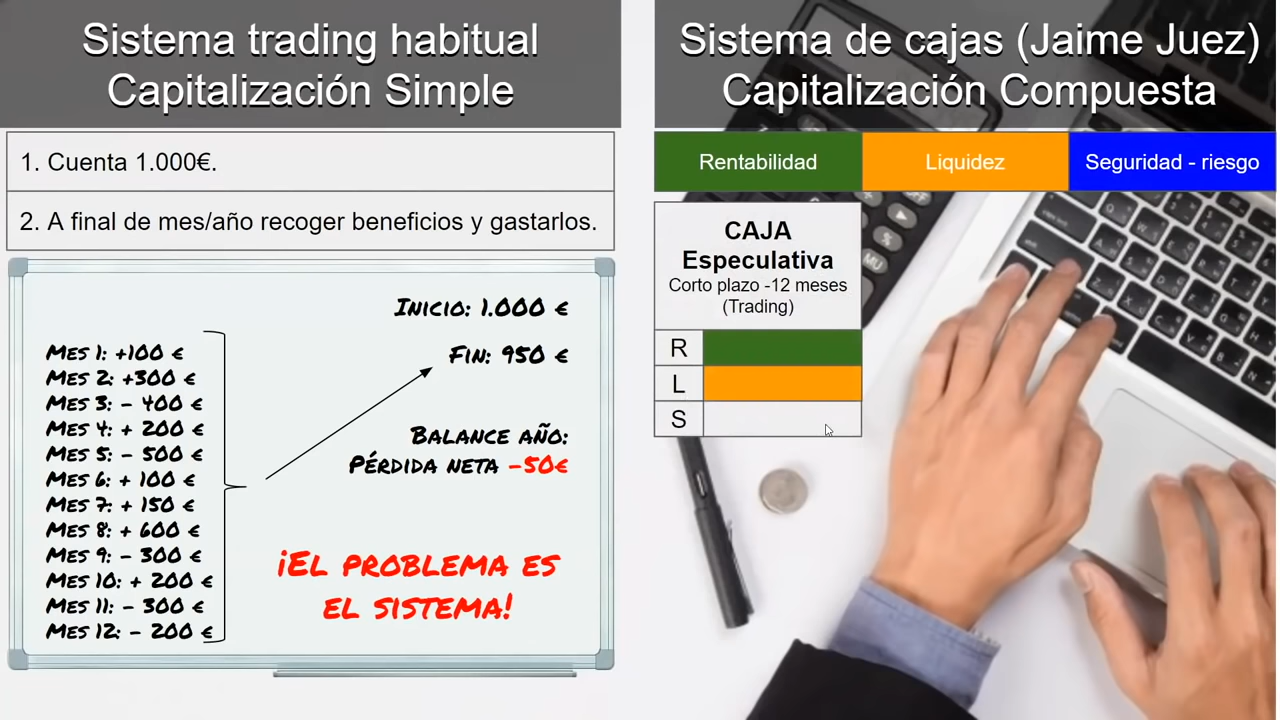 Sistema trading habitual
Capitalización Simple
1. Cuenta 1.000€.
2. A final de mes/año recoger beneficios y gastarlos.
Inicio: 1.000 €
Fin: 950 €
Mes 1: +100 €
Mes 2: +300 €
Mes 3: - 400 €
Mes 4: + 200 €
Mes 5: - 500 €
Mes 6: + 100 €
Mes 7: + 150 €
Mes 8: + 600 €
Mes 9: - 300 €
Mes 10: + 200 €
Mes 11: - 300 €
Mes 12: - 200 €
Balance año:
Pérdida neta -50€
¡El problema es
el sistema!
Sistema de cajas (Jaime Juez)
Capitalización Compuesta
Rentabilidad
Liquidez
Seguridad - riesgo
CAJA
Especulativa
Corto plazo -12 meses
(Trading)
R
L
S
MU